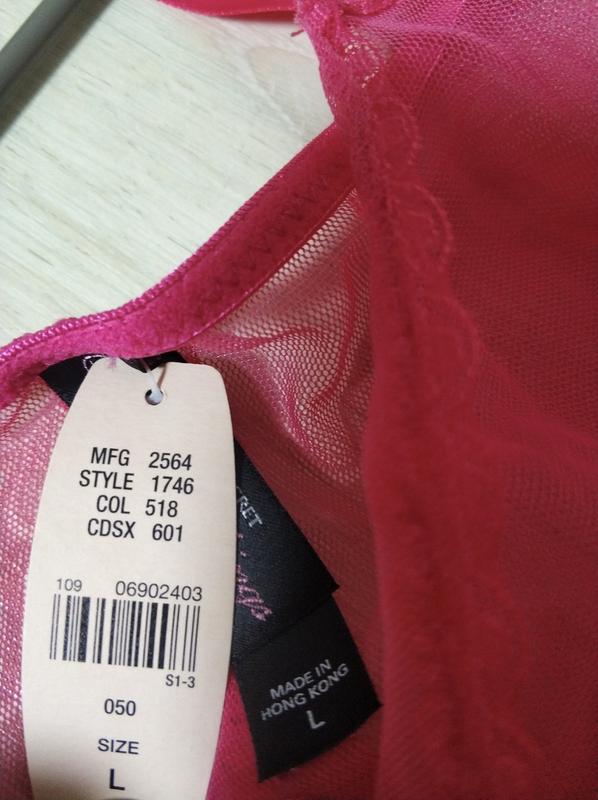 MFG 2564
STYLE 1746
COL 518
CDSX 601
109 06902403
S1-3
050
SIZE
L
MADE IN
HONG KONG
L